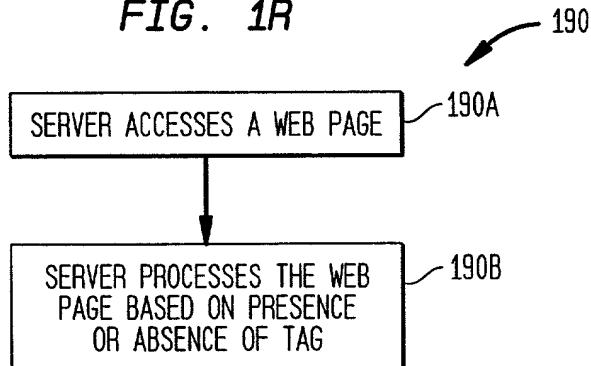 FIG. 1R
190
SERVER ACCESSES A WEB PAGE
190A
SERVER PROCESSES THE WEB
PAGE BASED ON PRESENCE
OR ABSENCE OF TAG
190B